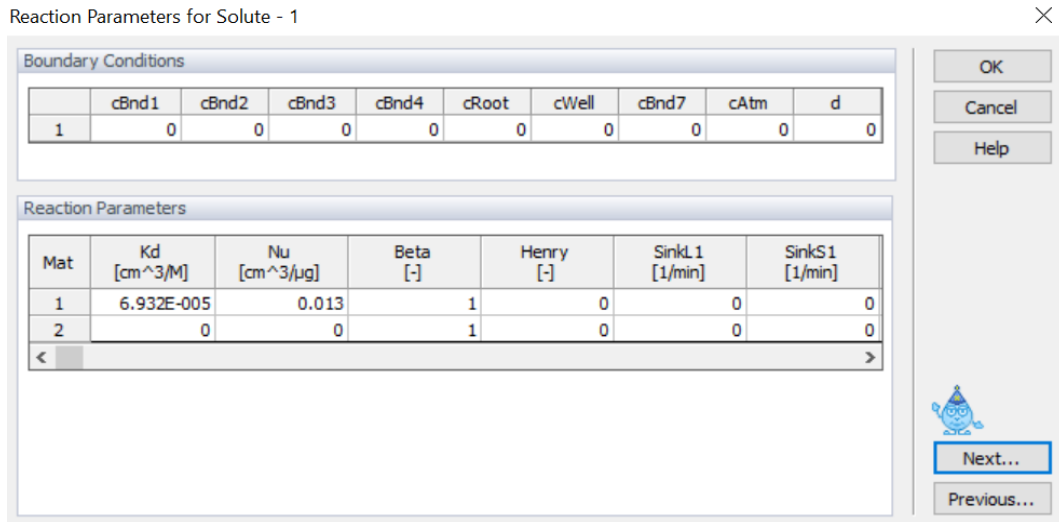 Reaction Parameters for Solute - 1
Boundary Conditions
cBnd1 cBnd2 cBnd3 cBnd4 cRoot cWell cBnd7 cAtm d
1 0 0 0 0 0 0 0 0 0
Reaction Parameters
Mat Kd [cm^3/M] Nu [cm^3/µg] Beta [-] Henry [-] SinkL1 [1/min] SinkS1 [1/min]
1 6.932E-005 0.013 1 0 0 0
2 0 0 1 0 0 0
OK
Cancel
Help
Next...
Previous...